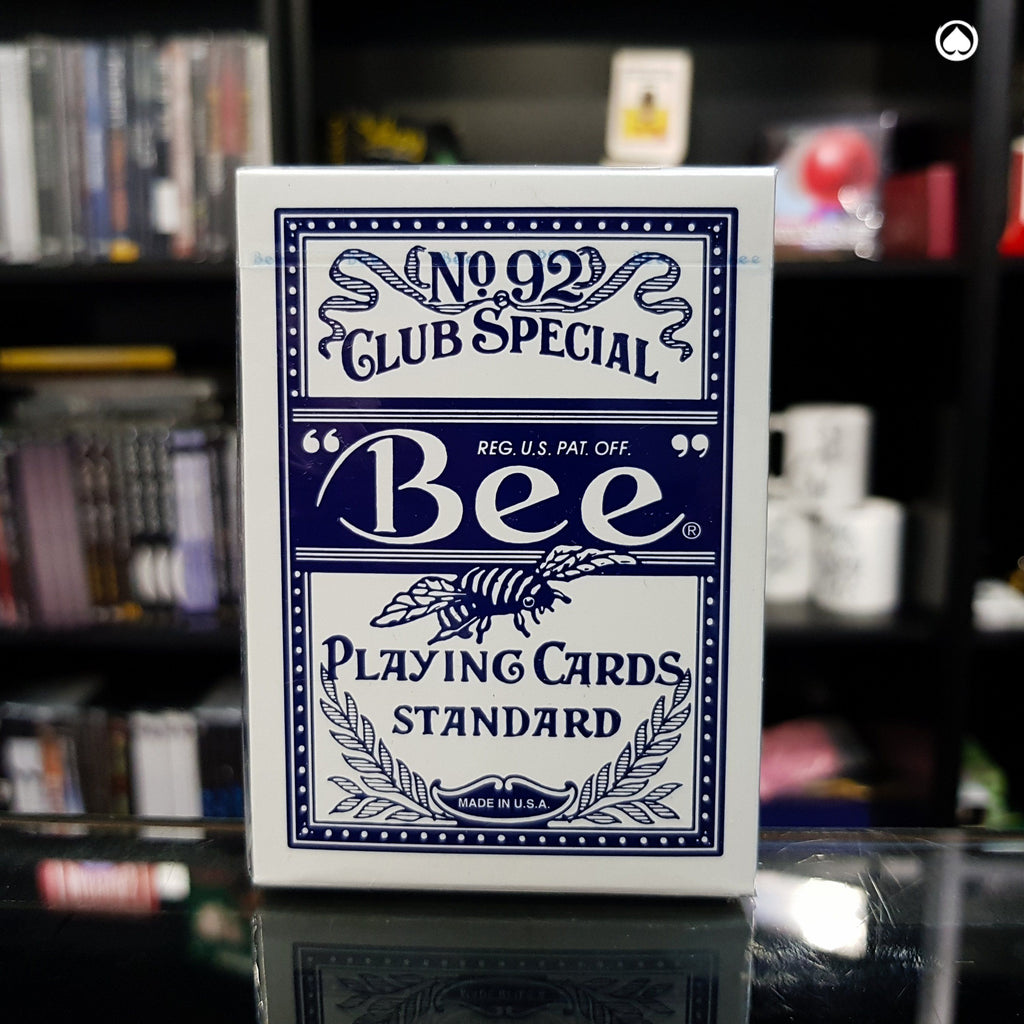 No 92
CLUB SPECIAL
“Bee”
REG. U.S. PAT. OFF.
®
PLAYING CARDS
STANDARD
MADE IN U.S.A.